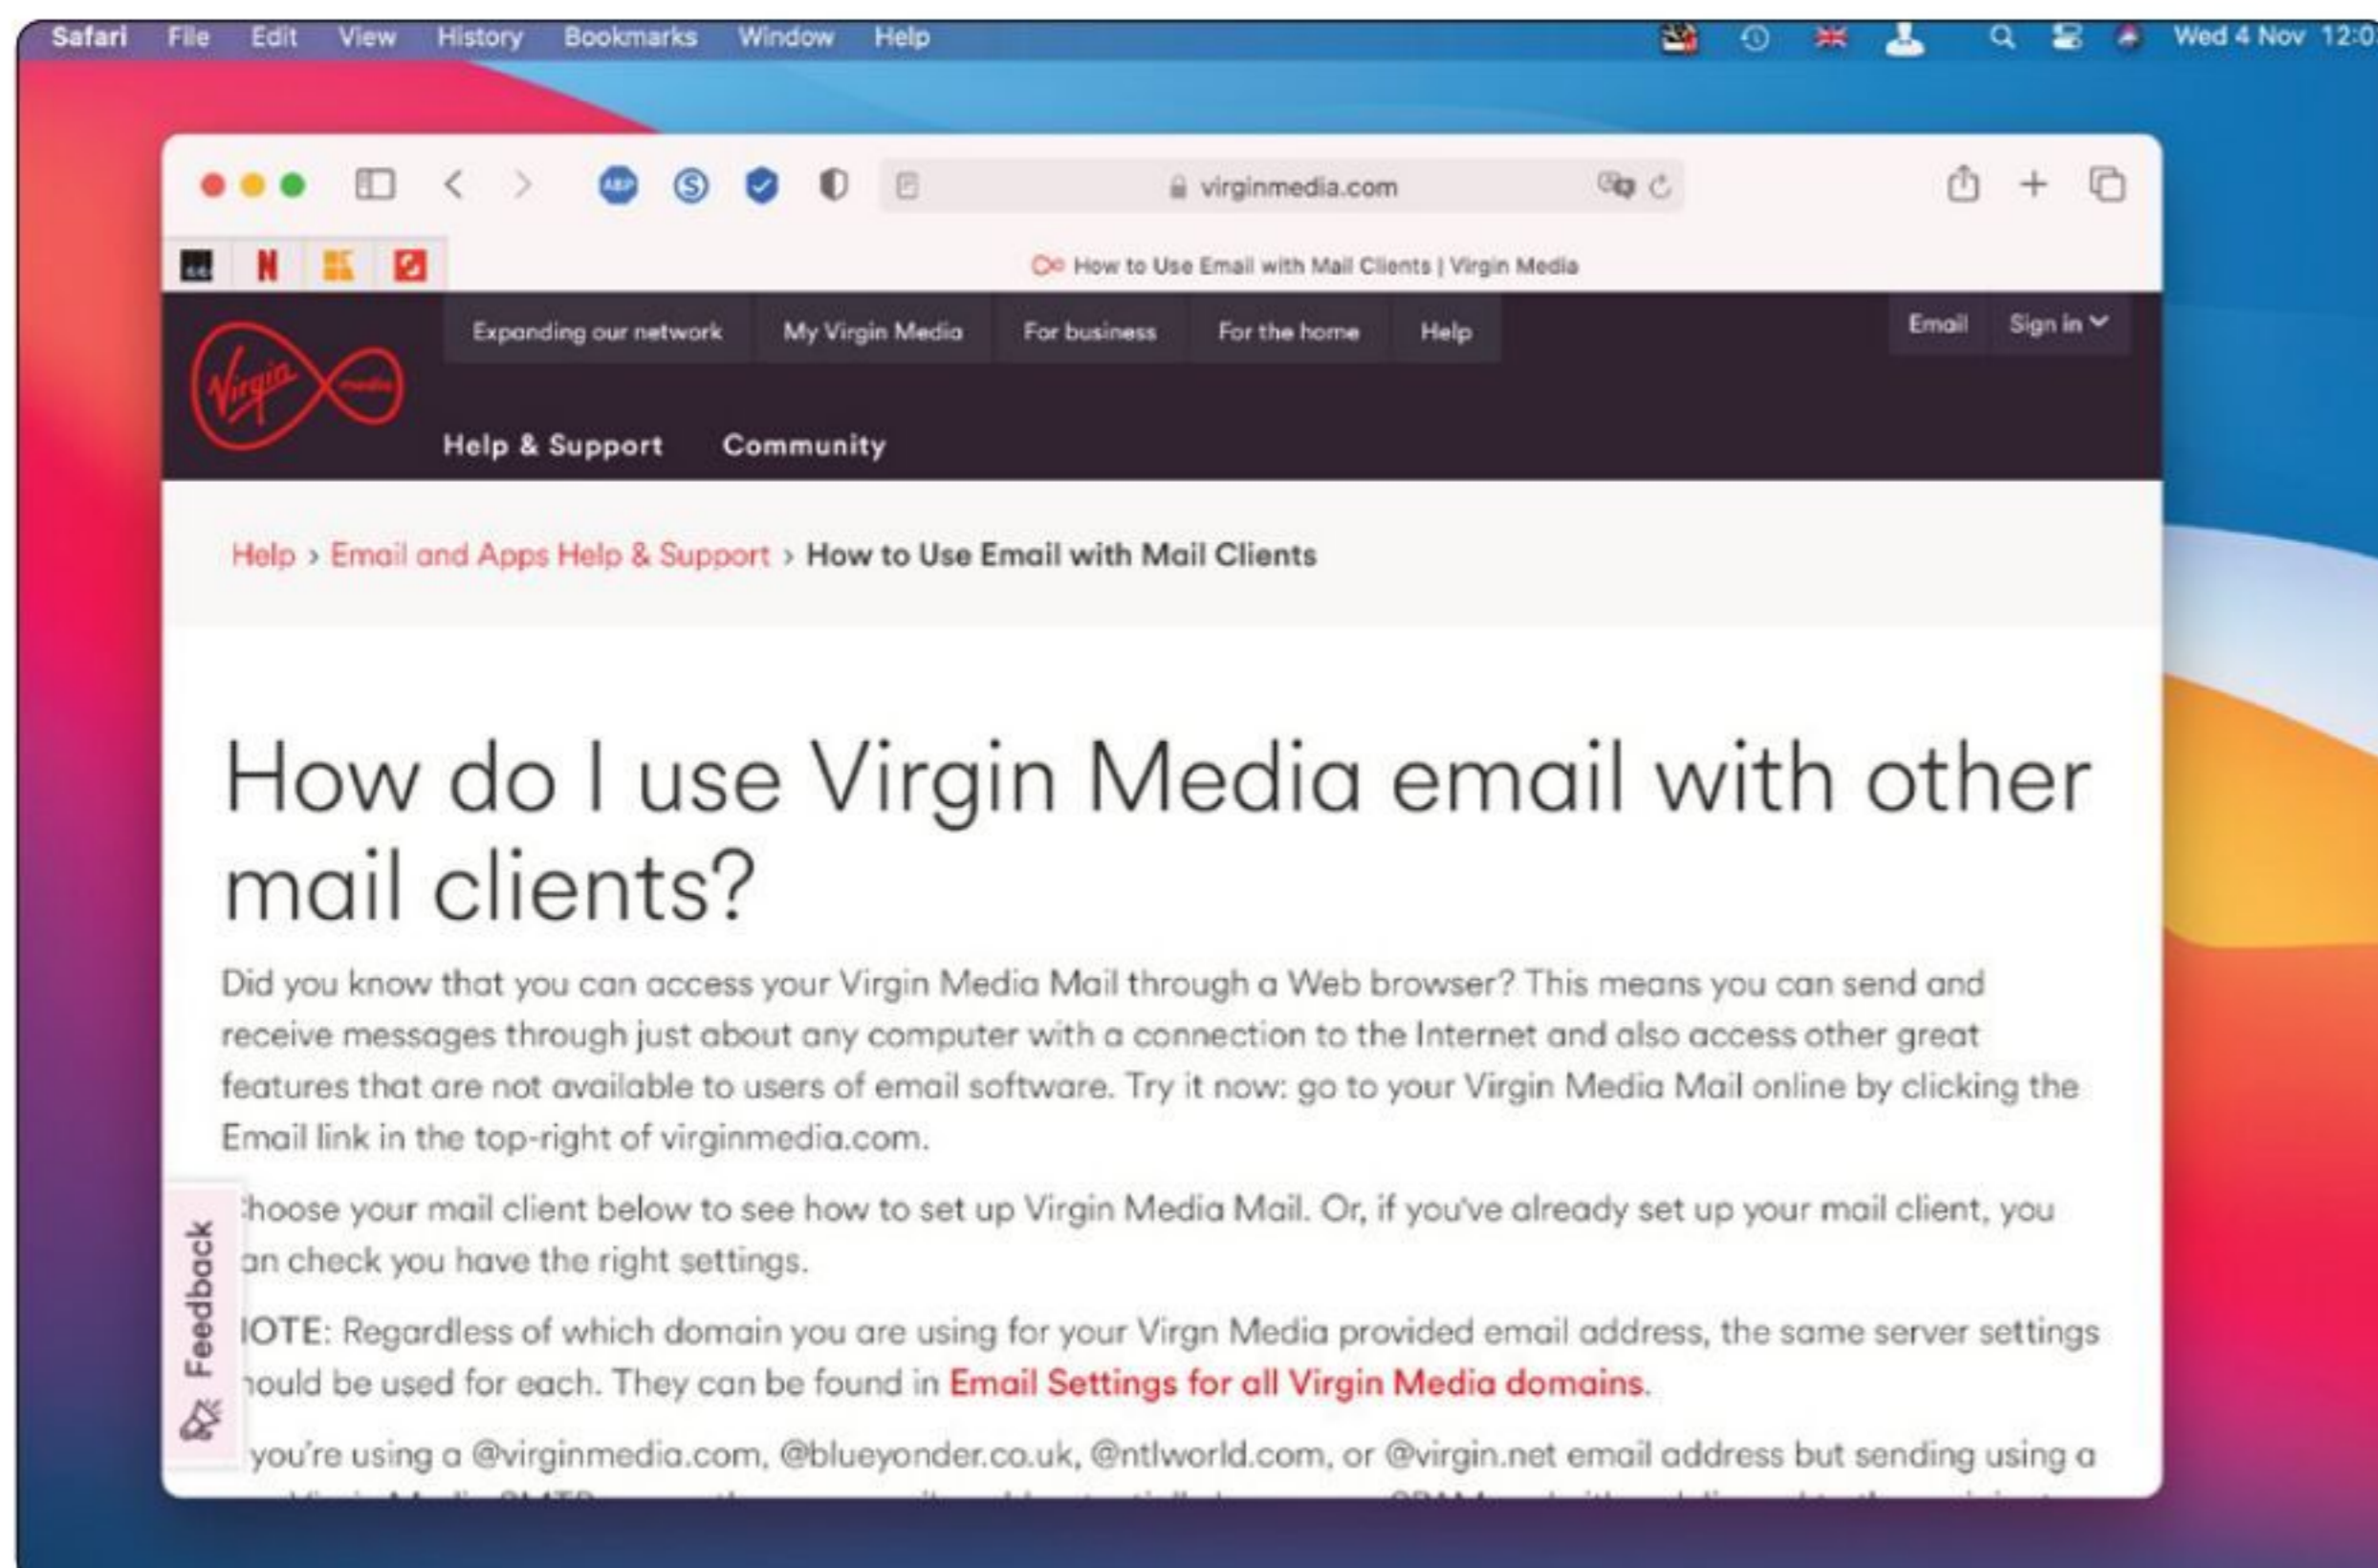 Safari File Edit View History Bookmarks Window Help
Wed 4 Nov 12:0
ABP S virginmedia.com
N
How to Use Email with Mail Clients | Virgin Media
Expanding our network My Virgin Media For business For the home Help Email Sign in
Virgin media
Help & Support Community
Help > Email and Apps Help & Support > How to Use Email with Mail Clients
How do I use Virgin Media email with other
mail clients?
Did you know that you can access your Virgin Media Mail through a Web browser? This means you can send and
receive messages through just about any computer with a connection to the Internet and also access other great
features that are not available to users of email software. Try it now: go to your Virgin Media Mail online by clicking the
Email link in the top-right of virginmedia.com.
hoose your mail client below to see how to set up Virgin Media Mail. Or, if you've already set up your mail client, you
an check you have the right settings.
OTE: Regardless of which domain you are using for your Virgn Media provided email address, the same server settings
hould be used for each. They can be found in Email Settings for all Virgin Media domains.
you're using a @virginmedia.com, @blueyonder.co.uk, @ntlworld.com, or @virgin.net email address but sending using a
Feedback